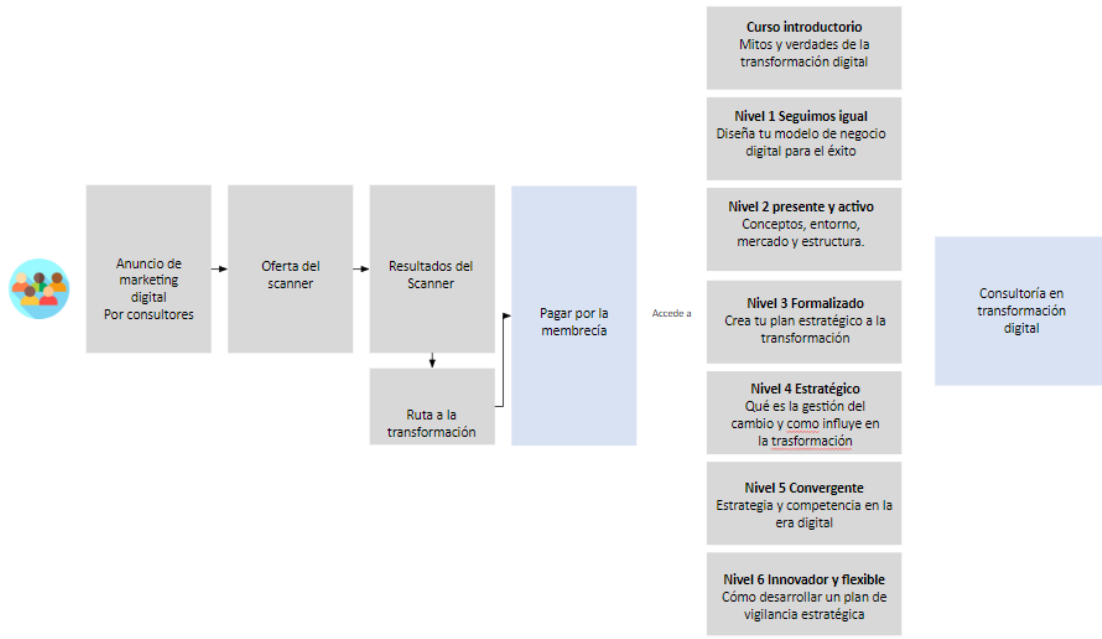 Anuncio de
marketing
digital
Por consultores
Oferta del
scanner
Resultados del
Scanner
Ruta a la
transformación
Pagar por la
membrecía
Accede a
Curso introductorio
Mitos y verdades de la
transformación digital
Nivel 1 Seguimos igual
Diseña tu modelo de negocio
digital para el éxito
Nivel 2 presente y activo
Conceptos, entorno,
mercado y estructura.
Nivel 3 Formalizado
Crea tu plan estratégico a la
transformación
Nivel 4 Estratégico
Qué es la gestión del
cambio y como influye en
la trasformación
Nivel 5 Convergente
Estrategia y competencia en la
era digital
Nivel 6 Innovador y flexible
Cómo desarrollar un plan de
vigilancia estratégica
Consultoría en
transformación
digital